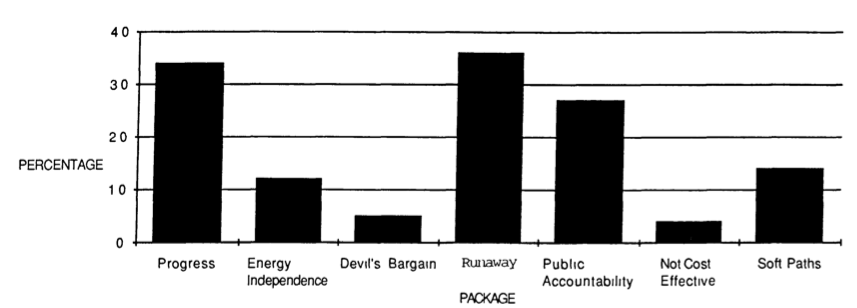 40
30
20
PERCENTAGE
10
0
Progress
Energy
Independence
Devil's Bargain
Runaway
Public
Accountability
Not Cost
Effective
Soft Paths
PACKAGE